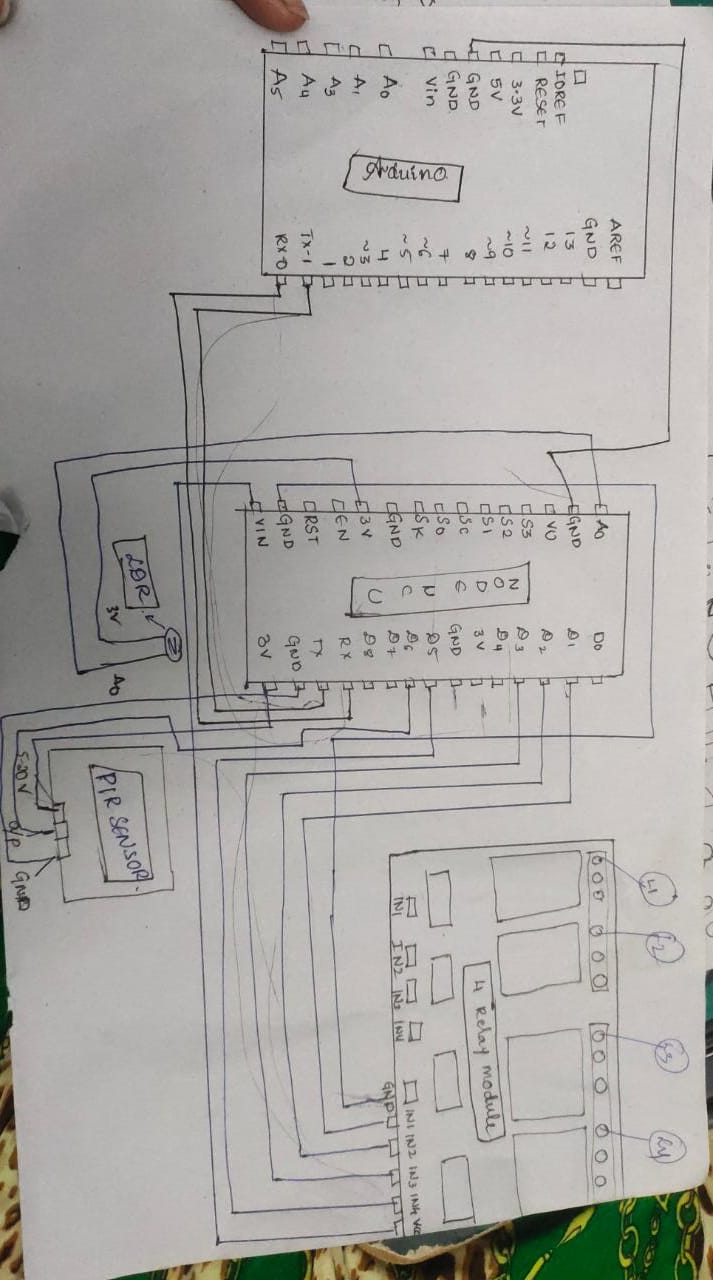 IOREF
RESET
3.3V
5V
GND
GND
Vin
A0
A1
A3
A4
A5
Arduino
AREF
GND
13
12
~11
~10
~9
8
7
~6
~5
4
~3
2
1
TX-1
RX-0
A0
GND
VU
S3
S2
S1
SC
S0
SK
GND
3V
EN
RST
GND
VIN
NODE
MCU
D0
D1
D2
D3
D4
3V
GND
D5
D6
D7
D8
RX
TX
GND
3V
LDR
3V
A0
PIR SENSOR
5-20V
O/P
GND
4 Relay module
L1
L2
L3
IN1
IN2
IN3
IN4
GND
IN1
IN2
IN3
IN4
VCC